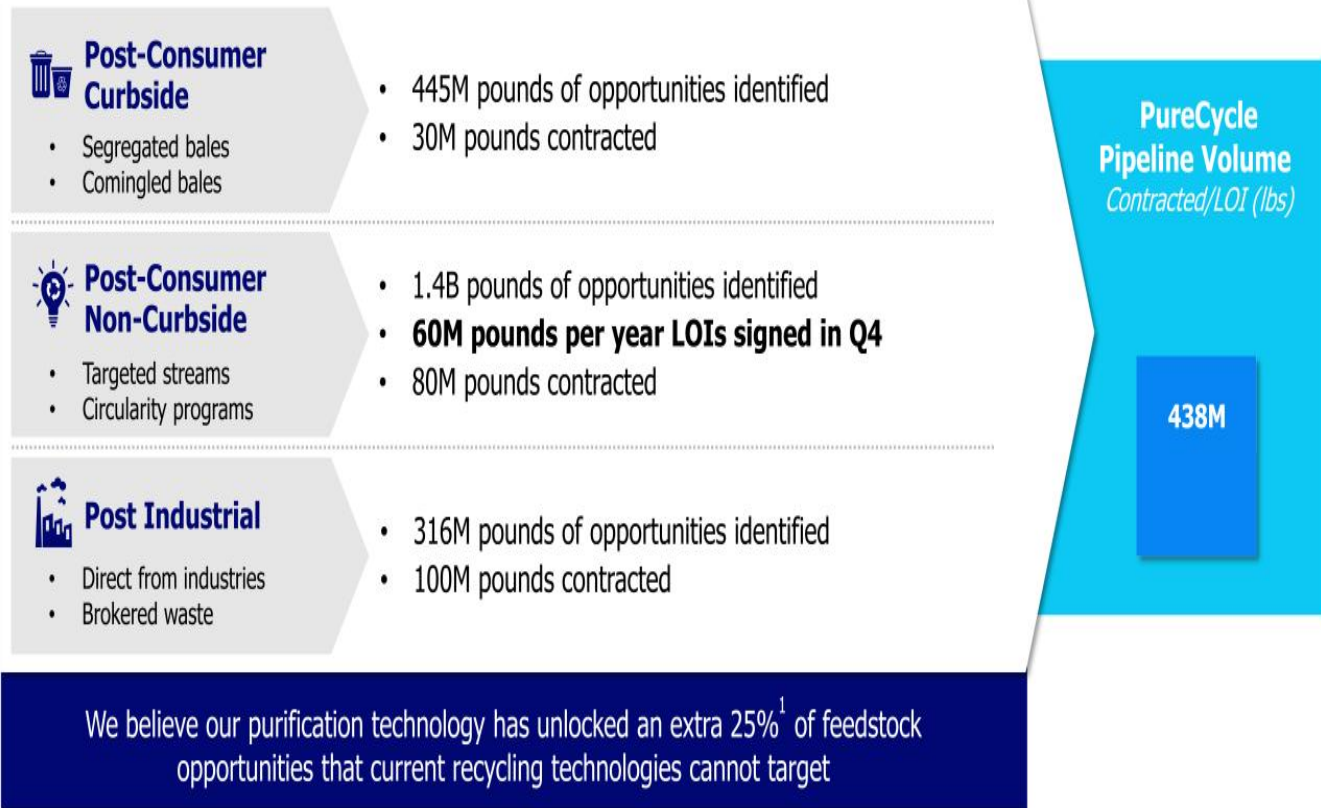 Post-Consumer
Curbside
• Segregated bales
• Comingled bales
• 445M pounds of opportunities identified
• 30M pounds contracted
Post-Consumer
Non-Curbside
• Targeted streams
• Circularity programs
• 1.4B pounds of opportunities identified
• 60M pounds per year LOIs signed in Q4
• 80M pounds contracted
Post Industrial
• Direct from industries
• Brokered waste
• 316M pounds of opportunities identified
• 100M pounds contracted
PureCycle
Pipeline Volume
Contracted/LOI (lbs)
438M
We believe our purification technology has unlocked an extra 25%¹ of feedstock
opportunities that current recycling technologies cannot target